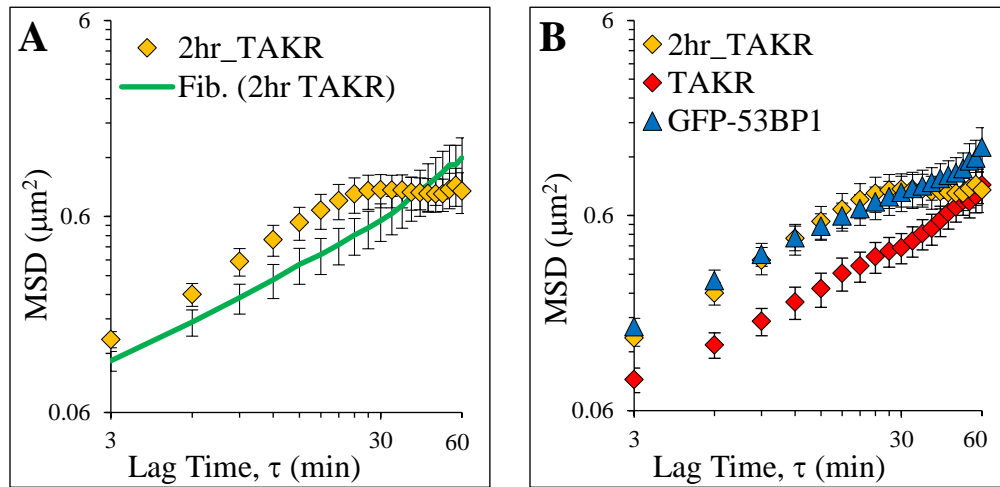 A
2hr_TAKR
Fib. (2hr TAKR)
6
0.6
0.06
MSD (µm²)
3
30
60
Lag Time, τ (min)
B
2hr_TAKR
TAKR
GFP-53BP1
6
0.6
0.06
MSD (µm²)
3
30
60
Lag Time, τ (min)